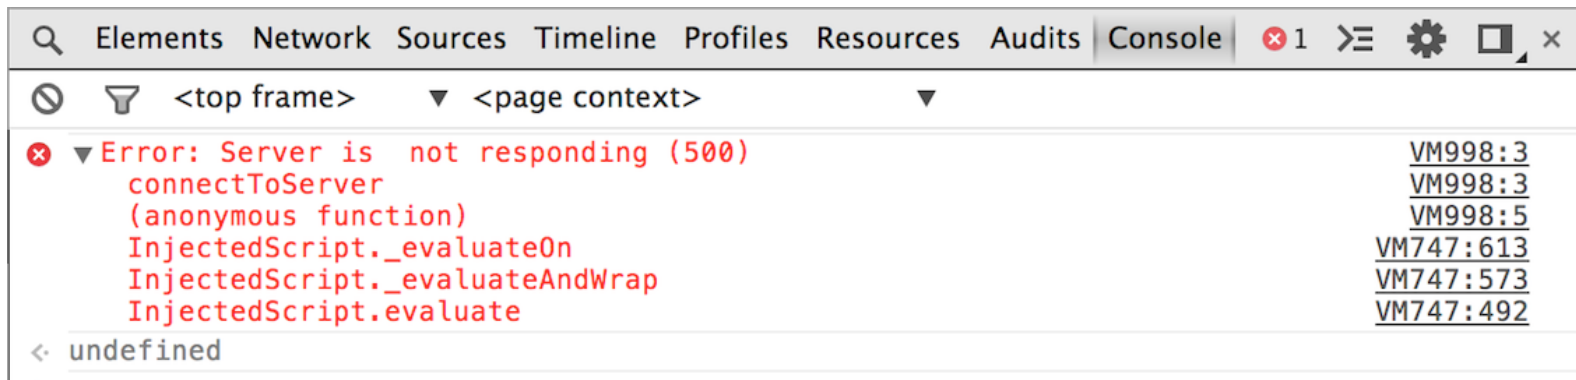 Elements Network Sources Timeline Profiles Resources Audits Console 1
<top frame> <page context>
Error: Server is  not responding (500) VM998:3
connectToServer VM998:3
(anonymous function) VM998:5
InjectedScript._evaluateOn VM747:613
InjectedScript._evaluateAndWrap VM747:573
InjectedScript.evaluate VM747:492
undefined